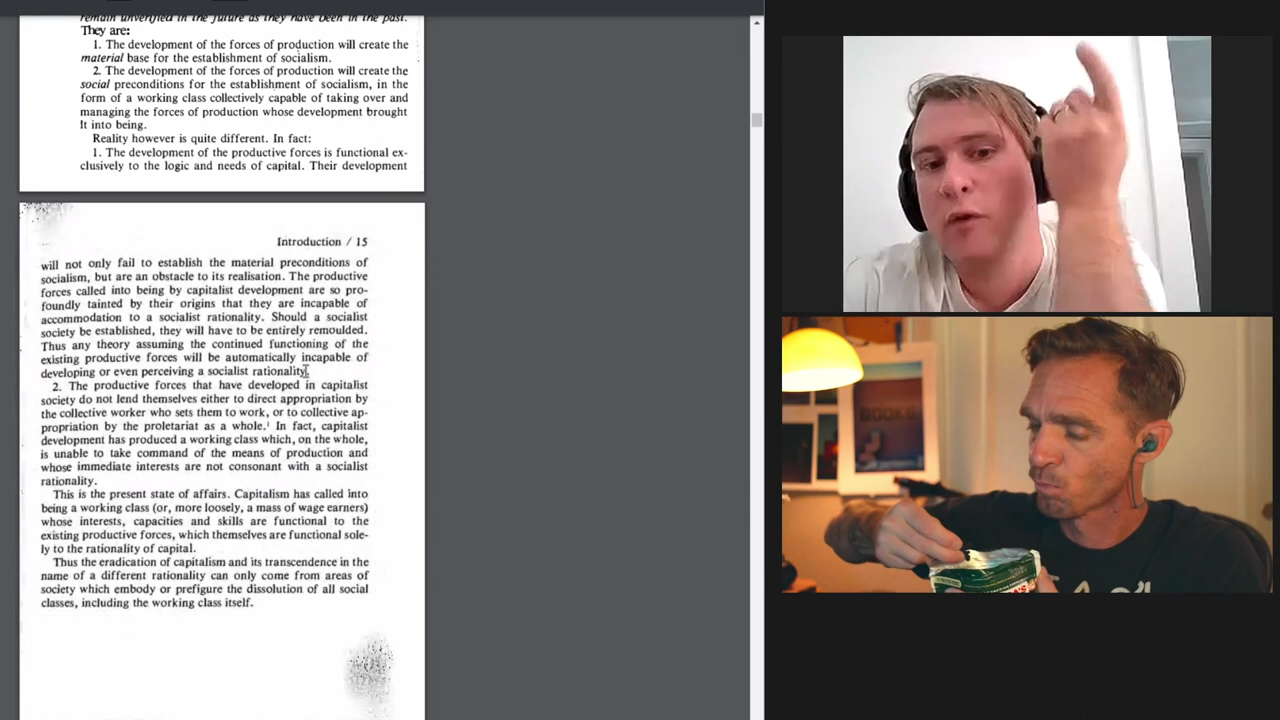 remain unverified in the future as they have been in the past.
They are:
1. The development of the forces of production will create the
material base for the establishment of socialism.
2. The development of the forces of production will create the
social preconditions for the establishment of socialism, in the
form of a working class collectively capable of taking over and
managing the forces of production whose development brought
it into being.
Reality however is quite different. In fact:
1. The development of the productive forces is functional ex-
clusively to the logic and needs of capital. Their development
Introduction / 15
will not only fail to establish the material preconditions of
socialism, but are an obstacle to its realisation. The productive
forces called into being by capitalist development are so pro-
foundly tainted by their origins that they are incapable of
accommodation to a socialist rationality. Should a socialist
society be established, they will have to be entirely remoulded.
Thus any theory assuming the continued functioning of the
existing productive forces will be automatically incapable of
developing or even perceiving a socialist rationality.
2. The productive forces that have developed in capitalist
society do not lend themselves either to direct appropriation by
the collective worker who sets them to work, or to collective ap-
propriation by the proletariat as a whole.¹ In fact, capitalist
development has produced a working class which, on the whole,
is unable to take command of the means of production and
whose immediate interests are not consonant with a socialist
rationality.
This is the present state of affairs. Capitalism has called into
being a working class (or, more loosely, a mass of wage earners)
whose interests, capacities and skills are functional to the
existing productive forces, which themselves are functional sole-
ly to the rationality of capital.
Thus the eradication of capitalism and its transcendence in the
name of a different rationality can only come from areas of
society which embody or prefigure the dissolution of all social
classes, including the working class itself.
BOOKS